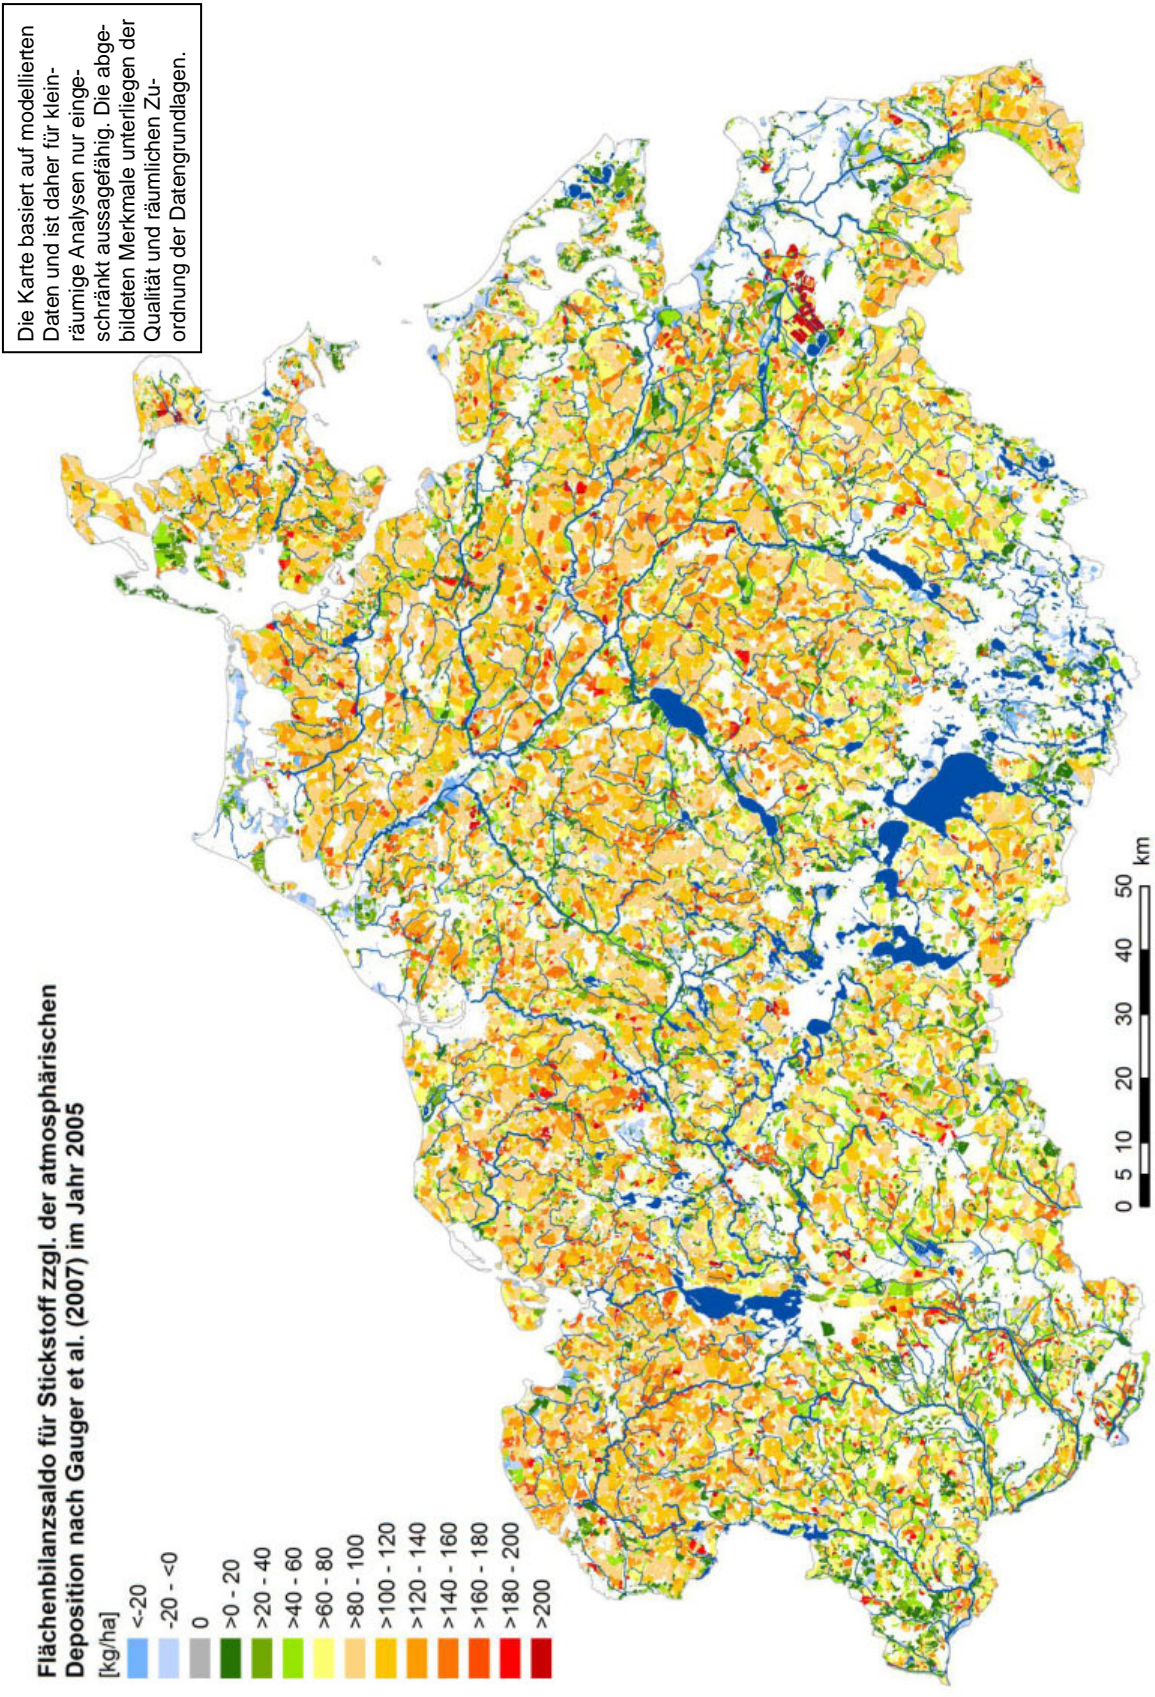 Flächenbilanzsaldo für Stickstoff zzgl. der atmosphärischen
Deposition nach Gauger et al. (2007) im Jahr 2005
[kg/ha]
<-20
-20 - <0
0
>0 - 20
>20 - 40
>40 - 60
>60 - 80
>80 - 100
>100 - 120
>120 - 140
>140 - 160
>160 - 180
>180 - 200
>200
Die Karte basiert auf modellierten
Daten und ist daher für klein-
räumige Analysen nur einge-
schränkt aussagefähig. Die abge-
bildeten Merkmale unterliegen der
Qualität und räumlichen Zu-
ordnung der Datengrundlagen.
0 5 10 20 30 40 50 km